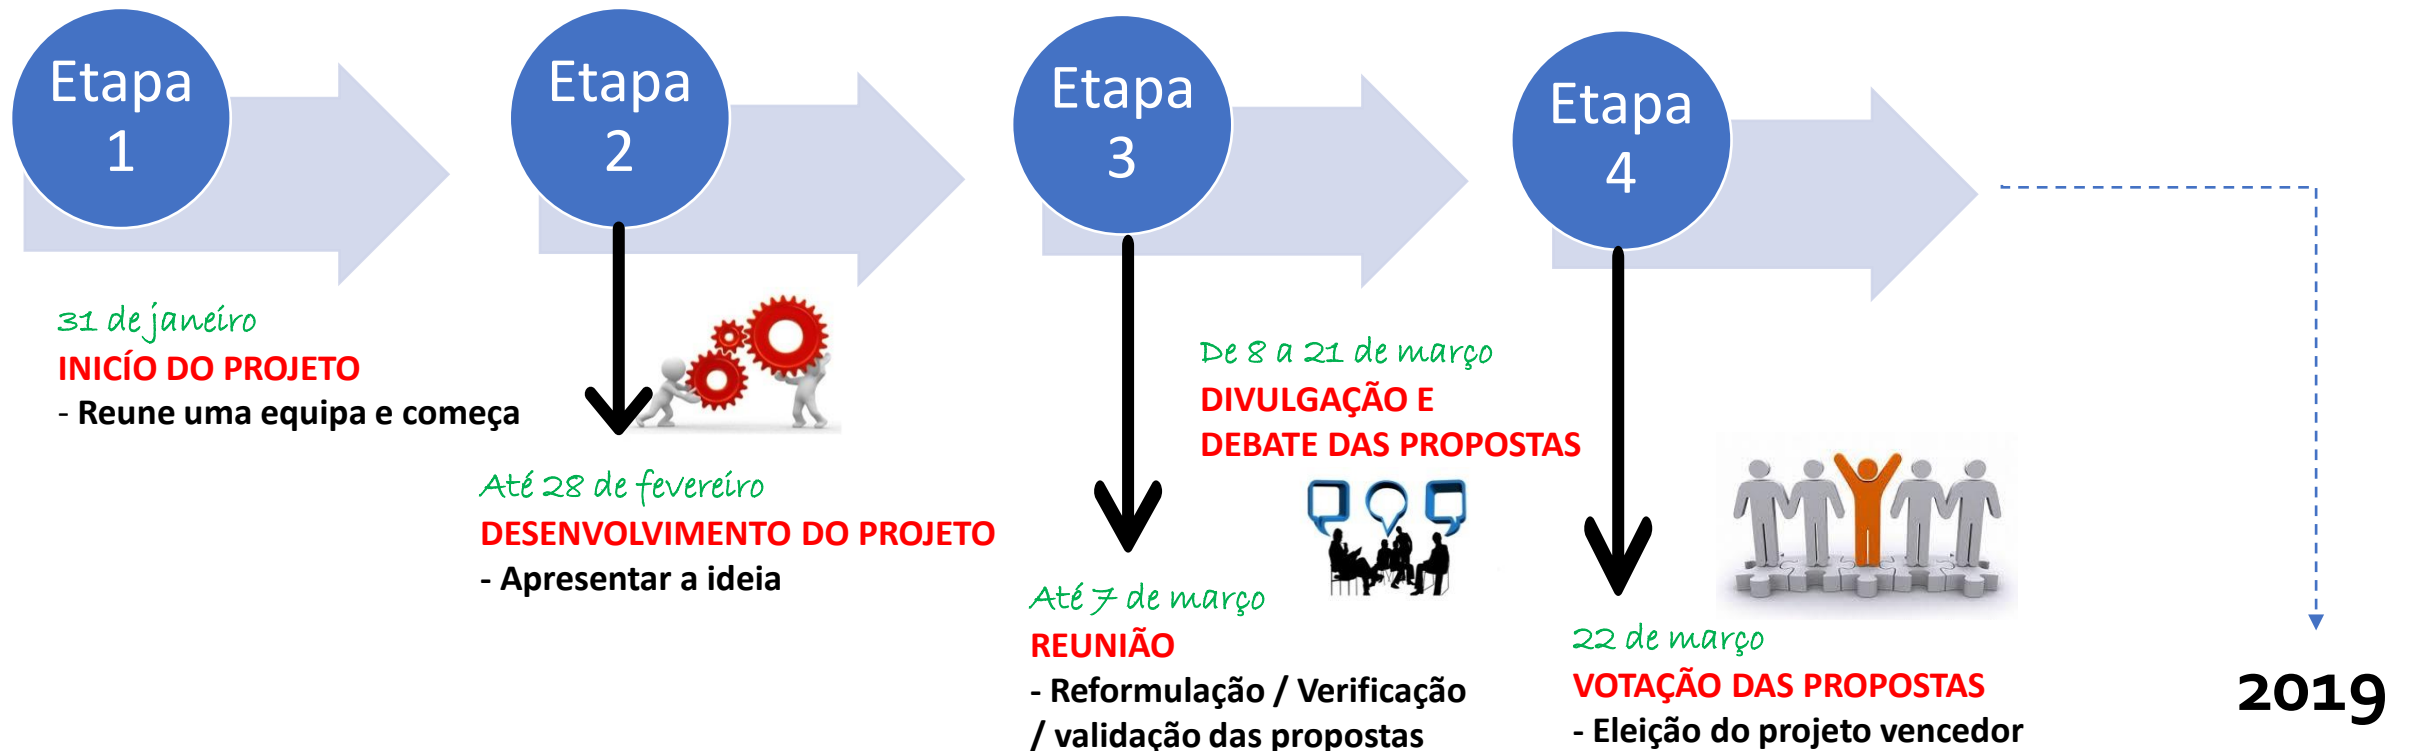 Etapa
1
Etapa
2
Etapa
3
Etapa
4
31 de janeiro
INICÍO DO PROJETO
- Reune uma equipa e começa
Até 28 de fevereiro
DESENVOLVIMENTO DO PROJETO
- Apresentar a ideia
Até 7 de março
REUNIÃO
- Reformulação / Verificação
/ validação das propostas
De 8 a 21 de março
DIVULGAÇÃO E
DEBATE DAS PROPOSTAS
22 de março
VOTAÇÃO DAS PROPOSTAS
- Eleição do projeto vencedor
2019